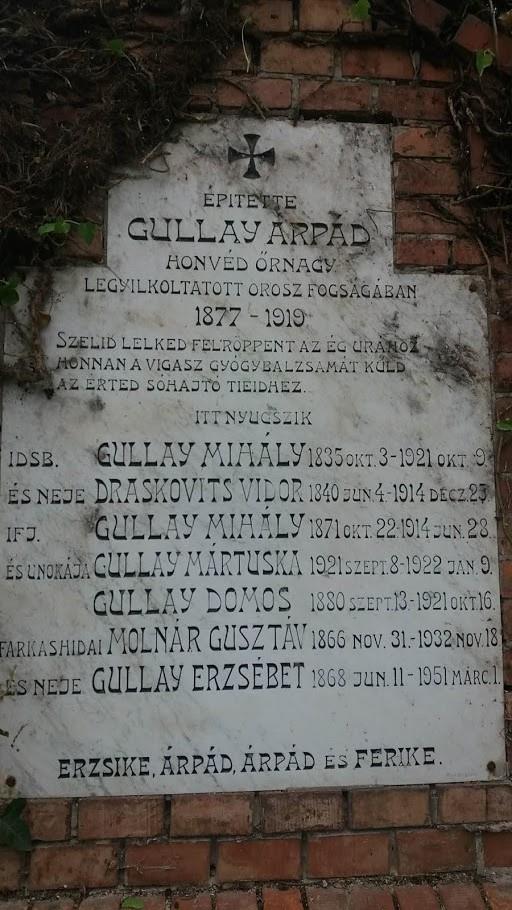 ÉPITETTE
GULLAY ÁRPÁD
HONVÉD ŐRNAGY
LEGYILKOLTATOTT OROSZ FOGSÁGÁBAN
1877 - 1919
SZELID LELKED FELRÖPPENT AZ ÉG URÁHOZ
HONNAN A VIGASZ GYÓGYBALZSAMÁT KÜLD
AZ ÉRTED SÓHAJTÓ TIEIDHEZ.
ITT NYUGSZIK
IDSB. GULLAY MIHÁLY 1835 OKT. 3-1921 OKT. 9.
ÉS NEJE DRASKOVITS VIDOR 1840 JUN. 4-1914 DECZ. 23.
IFJ. GULLAY MIHÁLY 1871 OKT. 22-1914 JUN. 28.
ÉS UNOKÁJA GULLAY MÁRTUSKA 1921 SZEPT. 8-1922 JAN. 9.
GULLAY DOMOS 1880 SZEPT. 13-1921 OKT. 16.
FARKASHIDAI MOLNÁR GUSZTÁV 1866 NOV. 31.-1932 NOV. 18
ÉS NEJE GULLAY ERZSÉBET 1868 JUN. 11-1951 MÁRC. 1.
ERZSIKE, ÁRPÁD, ÁRPÁD ÉS FERIKE.